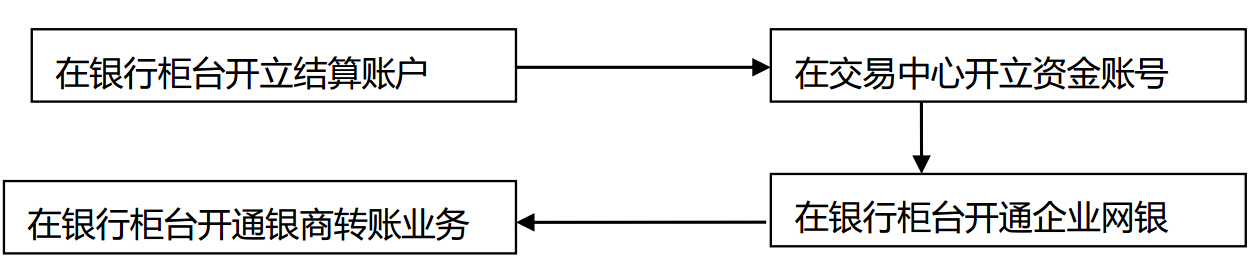 在银行柜台开立结算账户
在交易中心开立资金账号
在银行柜台开通企业网银
在银行柜台开通银商转账业务